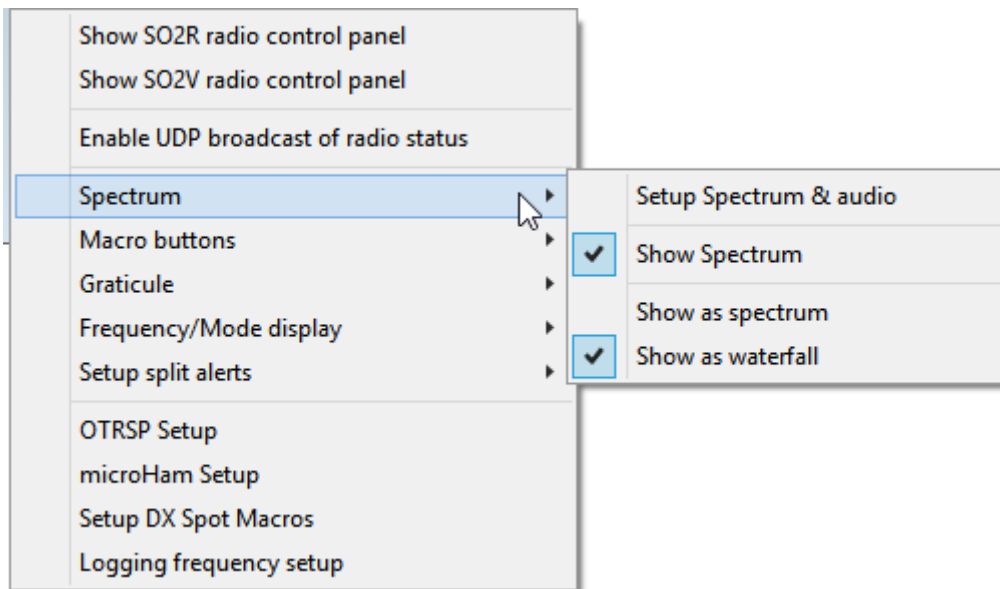 Show SO2R radio control panel
Show SO2V radio control panel
Enable UDP broadcast of radio status
Spectrum
Macro buttons
Graticule
Frequency/Mode display
Setup split alerts
OTRSP Setup
microHam Setup
Setup DX Spot Macros
Logging frequency setup
Setup Spectrum & audio
Show Spectrum
Show as spectrum
Show as waterfall